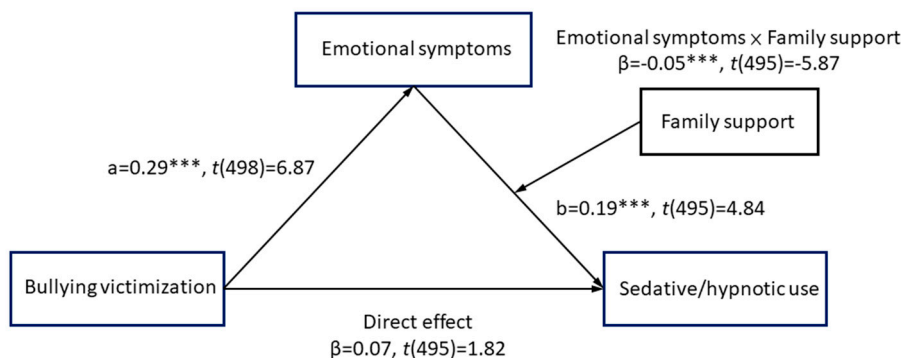 Emotional symptoms
Emotional symptoms x Family support
β=-0.05***, t(495)=-5.87
Family support
a=0.29***, t(498)=6.87
b=0.19***, t(495)=4.84
Bullying victimization
Sedative/hypnotic use
Direct effect
β=0.07, t(495)=1.82